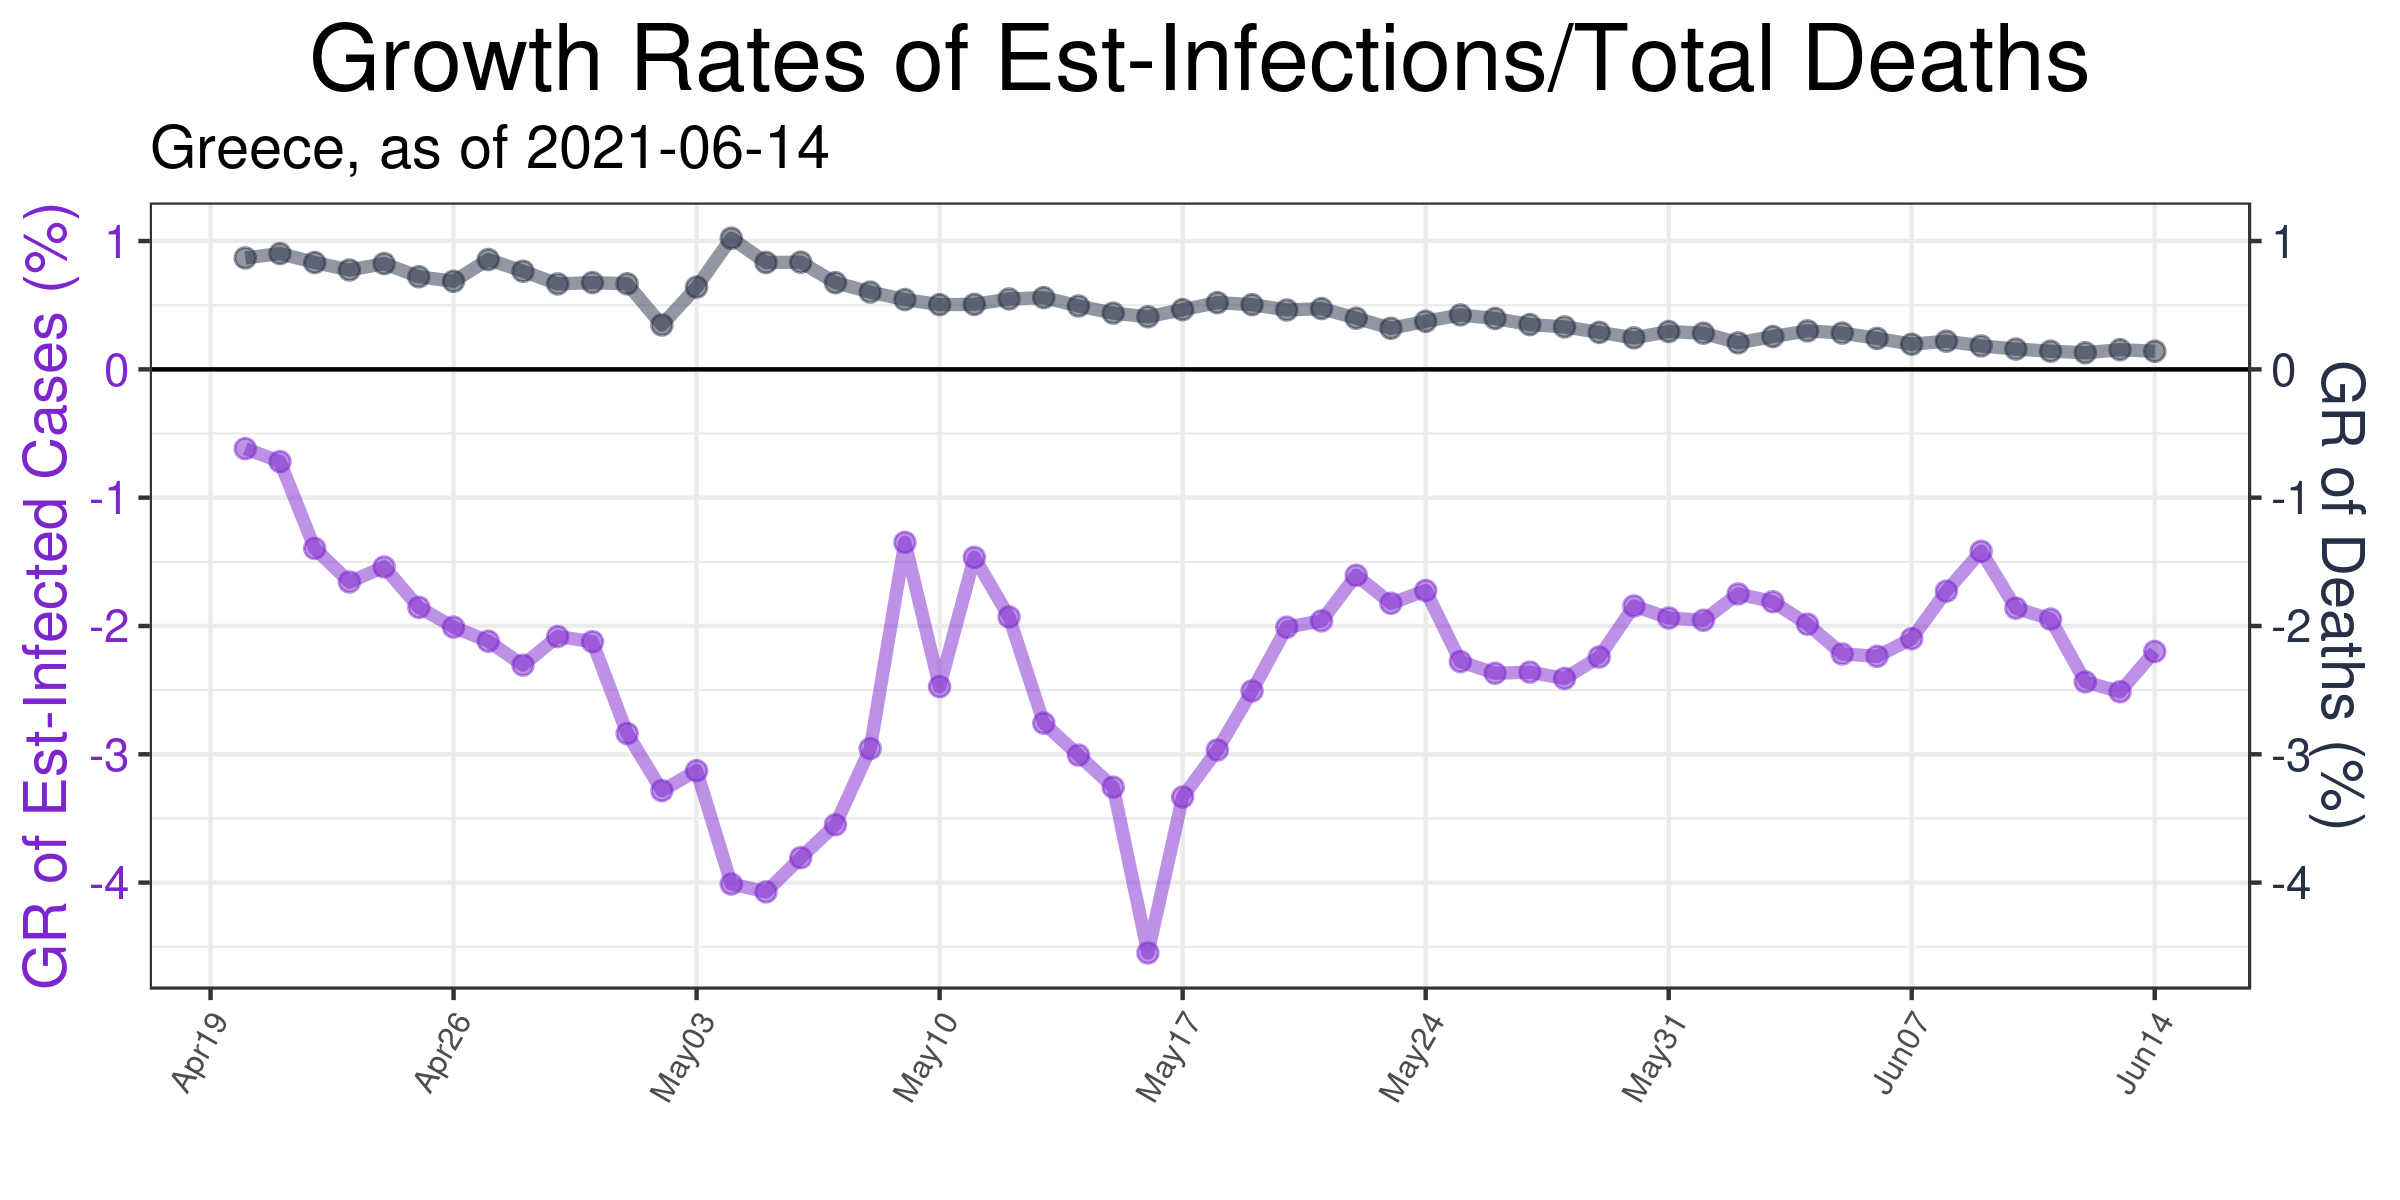 Growth Rates of Est-Infections/Total Deaths
Greece, as of 2021-06-14
GR of Est-Infected Cases (%)
1
0
-1
-2
-3
-4
1
0
-1
-2
-3
-4
GR of Deaths (%)
Apr19
Apr26
May03
May10
May17
May24
May31
Jun07
Jun14